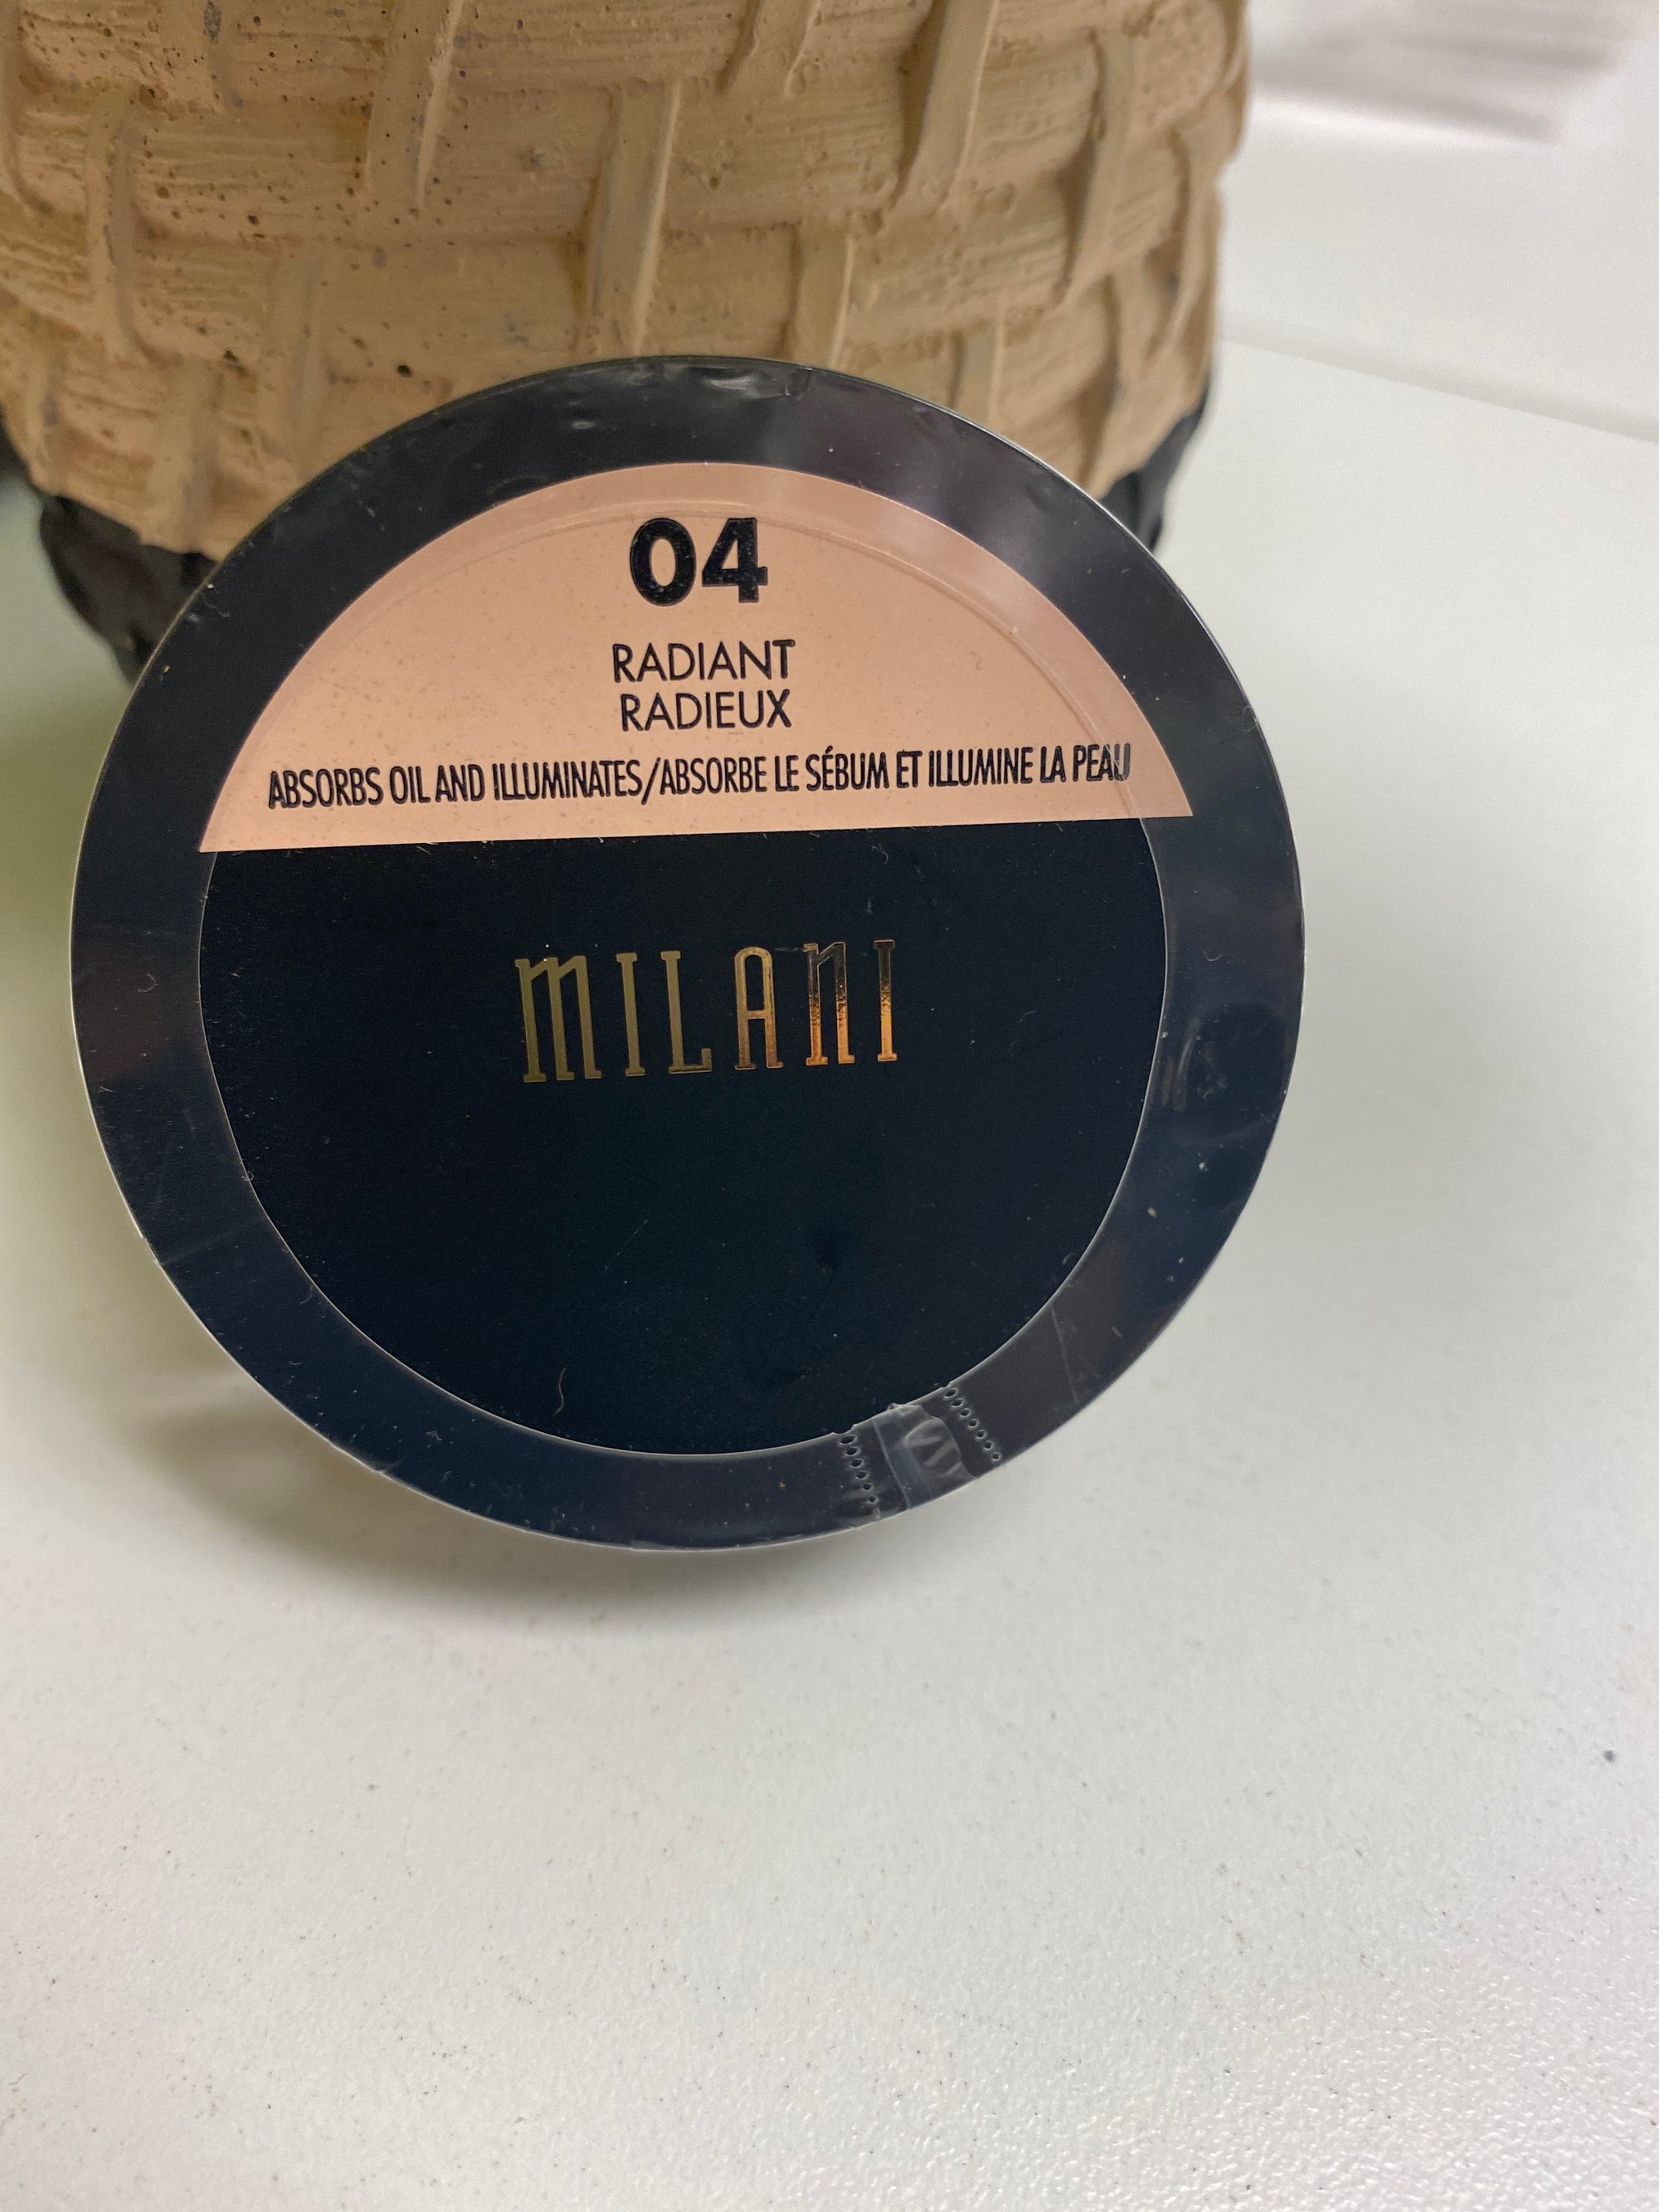 04
RADIANT
RADIEUX
ABSORBS OIL AND ILLUMINATES/ABSORBE LE SÉBUM ET ILLUMINE LA PEAU
MILANI